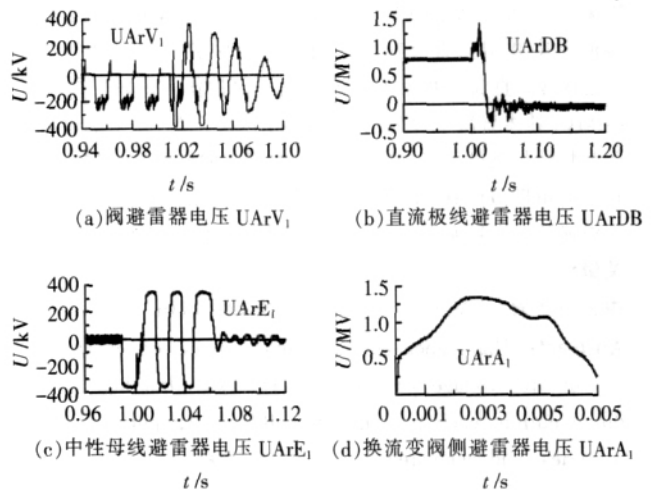 400
200
0
-200
-400
U/kV
UArV₁
0.94 0.98 1.02 1.06 1.10
t/s
(a)阀避雷器电压 UArV₁
1.5
1.0
0.5
0
-0.5
U/MV
UArDB
0.90 1.00 1.10 1.20
t/s
(b)直流极线避雷器电压 UArDB
400
200
0
-200
-400
U/kV
UArE₁
0.96 1.00 1.04 1.08 1.12
(c)中性母线避雷器电压 UArE₁
t/s
1.5
1.0
0.5
U/MV
UArA₁
0 0.001 0.003 0.005 0.005
(d)换流变阀侧避雷器电压 UArA₁
t/s